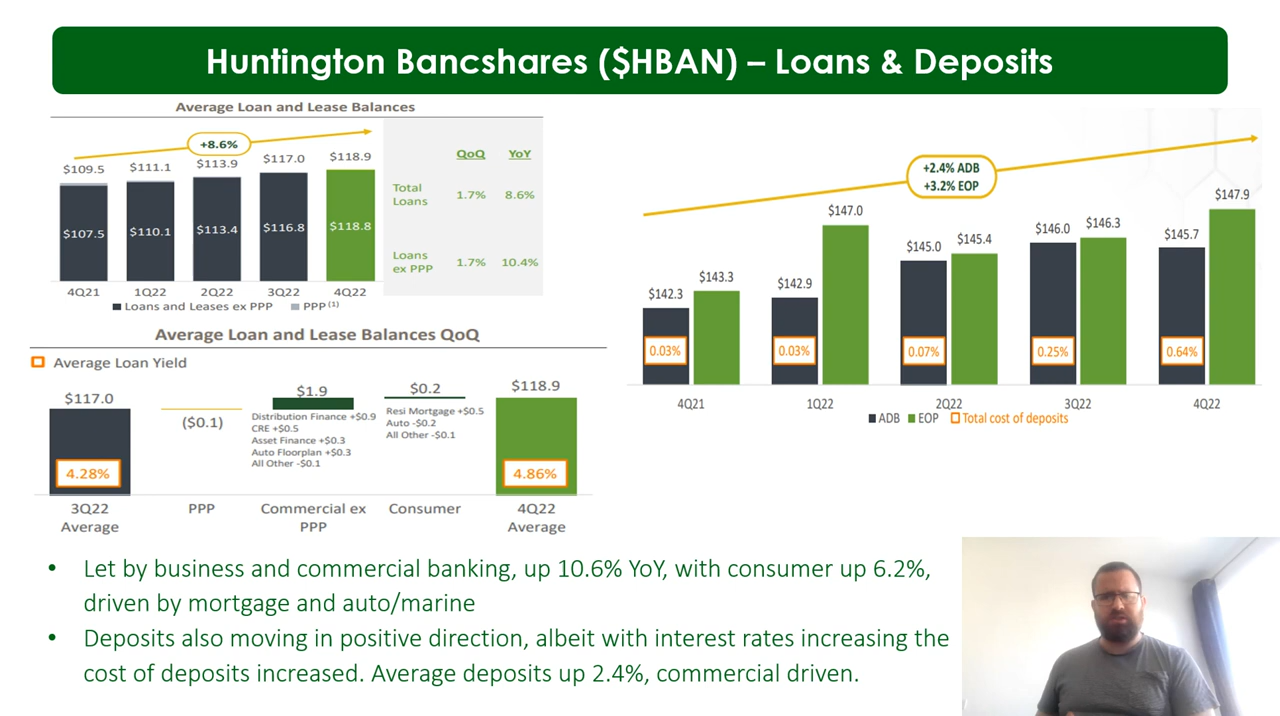 Huntington Bancshares ($HBAN) – Loans & Deposits
Average Loan and Lease Balances
+8.6%
$109.5 $111.1 $113.9 $117.0 $118.9
$107.5 $110.1 $113.4 $116.8 $118.8
4Q21 1Q22 2Q22 3Q22 4Q22
Loans and Leases ex PPP PPP (1)
QoQ YoY
Total
Loans 1.7% 8.6%
Loans
ex PPP 1.7% 10.4%
Average Loan and Lease Balances QoQ
Average Loan Yield
$117.0 ($0.1) $1.9 $0.2 $118.9
Distribution Finance +$0.9
CRE +$0.5
Asset Finance +$0.3
Auto Floorplan +$0.3
All Other -$0.1
Resi Mortgage +$0.5
Auto -$0.2
All Other -$0.1
4.28% 4.86%
3Q22
Average
PPP
Commercial ex
PPP
Consumer
4Q22
Average
+2.4% ADB
+3.2% EOP
$142.3 $143.3 $142.9 $147.0 $145.0 $145.4 $146.0 $146.3 $145.7 $147.9
0.03% 0.03% 0.07% 0.25% 0.64%
4Q21 1Q22 2Q22 3Q22 4Q22
ADB EOP Total cost of deposits
• Let by business and commercial banking, up 10.6% YoY, with consumer up 6.2%,
driven by mortgage and auto/marine
• Deposits also moving in positive direction, albeit with interest rates increasing the
cost of deposits increased. Average deposits up 2.4%, commercial driven.